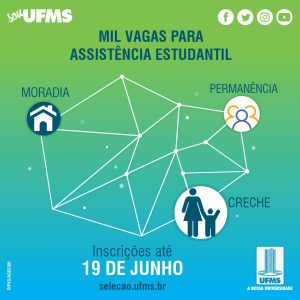 sou UFMS
MIL VAGAS PARA
ASSISTÊNCIA ESTUDANTIL
MORADIA
PERMANÊNCIA
CRECHE
Inscrições até
19 DE JUNHO
selecao.ufms.br
UFMS
A NOSSA UNIVERSIDADE